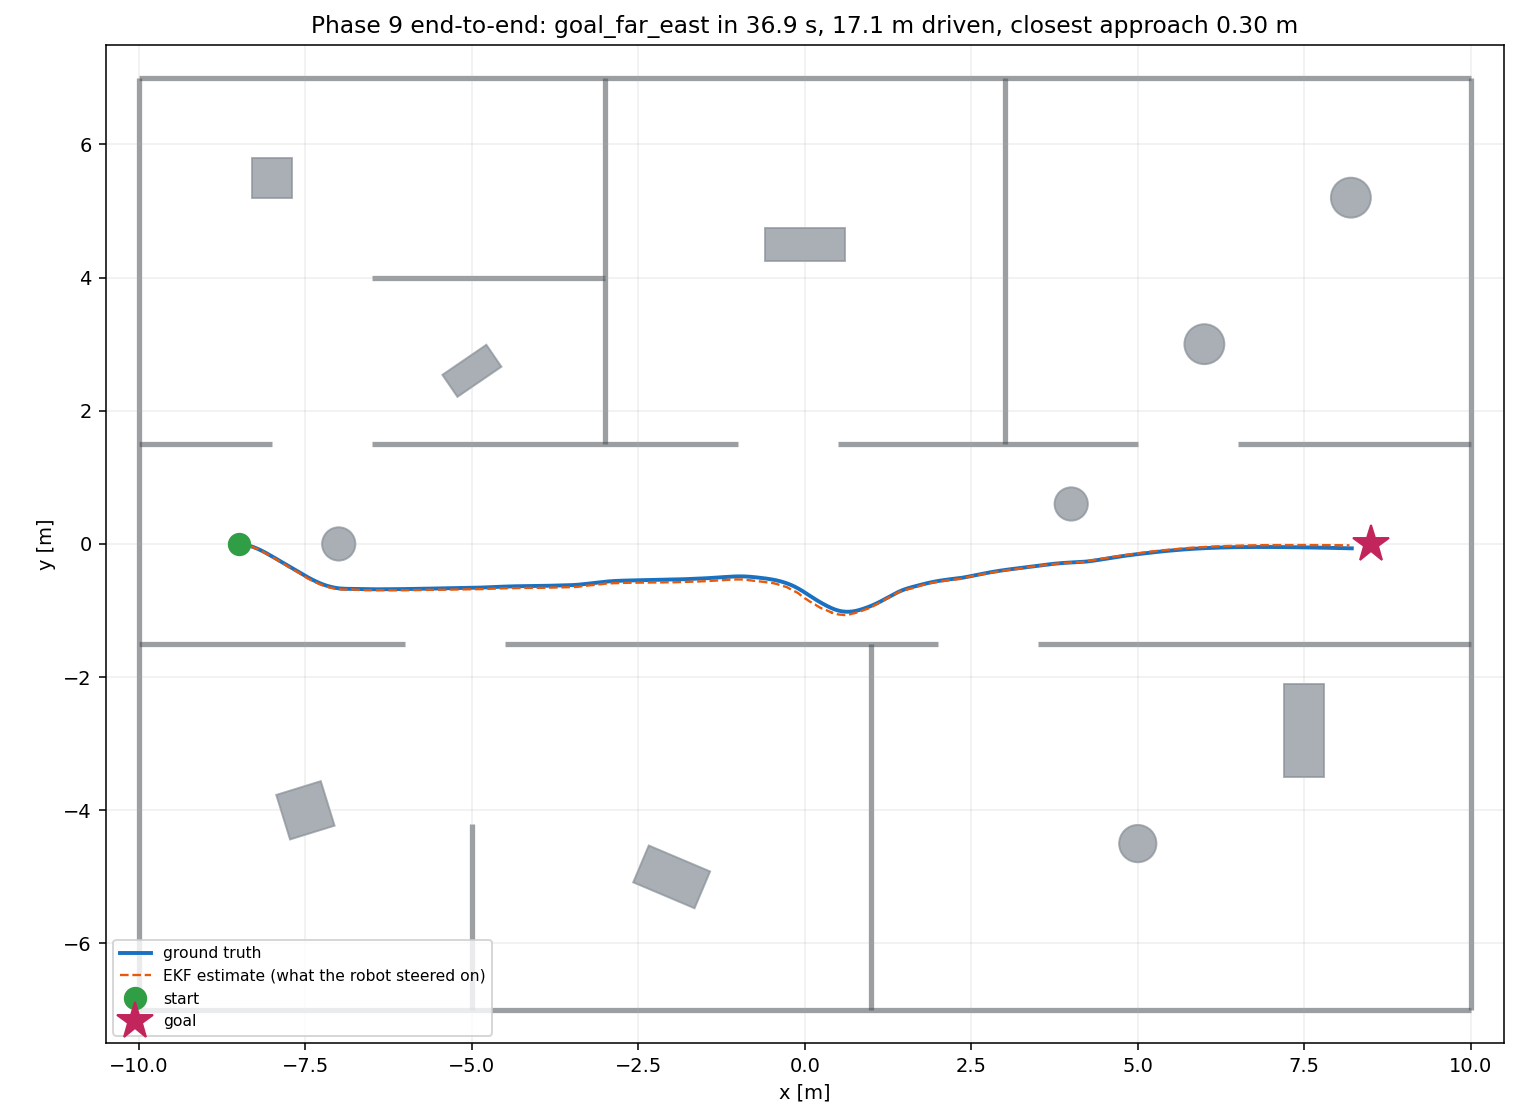 Phase 9 end-to-end: goal_far_east in 36.9 s, 17.1 m driven, closest approach 0.30 m
y [m]
6
4
2
0
−2
−4
−6
ground truth
EKF estimate (what the robot steered on)
start
goal
−10.0 −7.5 −5.0 −2.5 0.0 2.5 5.0 7.5 10.0
x [m]